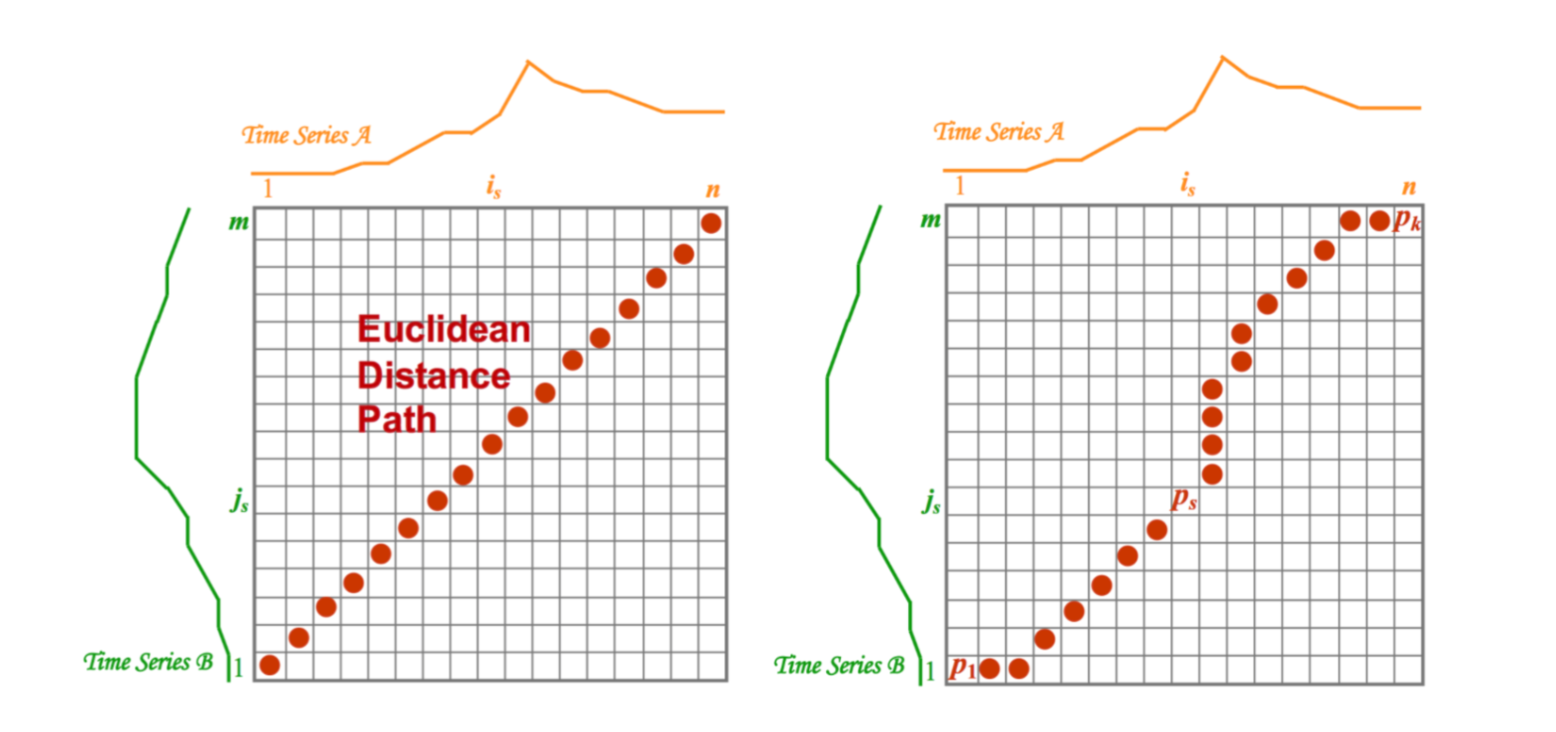 Time Series A
1 i_s n
m
Euclidean
Distance
Path
j_s
Time Series B 1
Time Series A
1 i_s n
m p_k
p_s
j_s
Time Series B 1 p_1